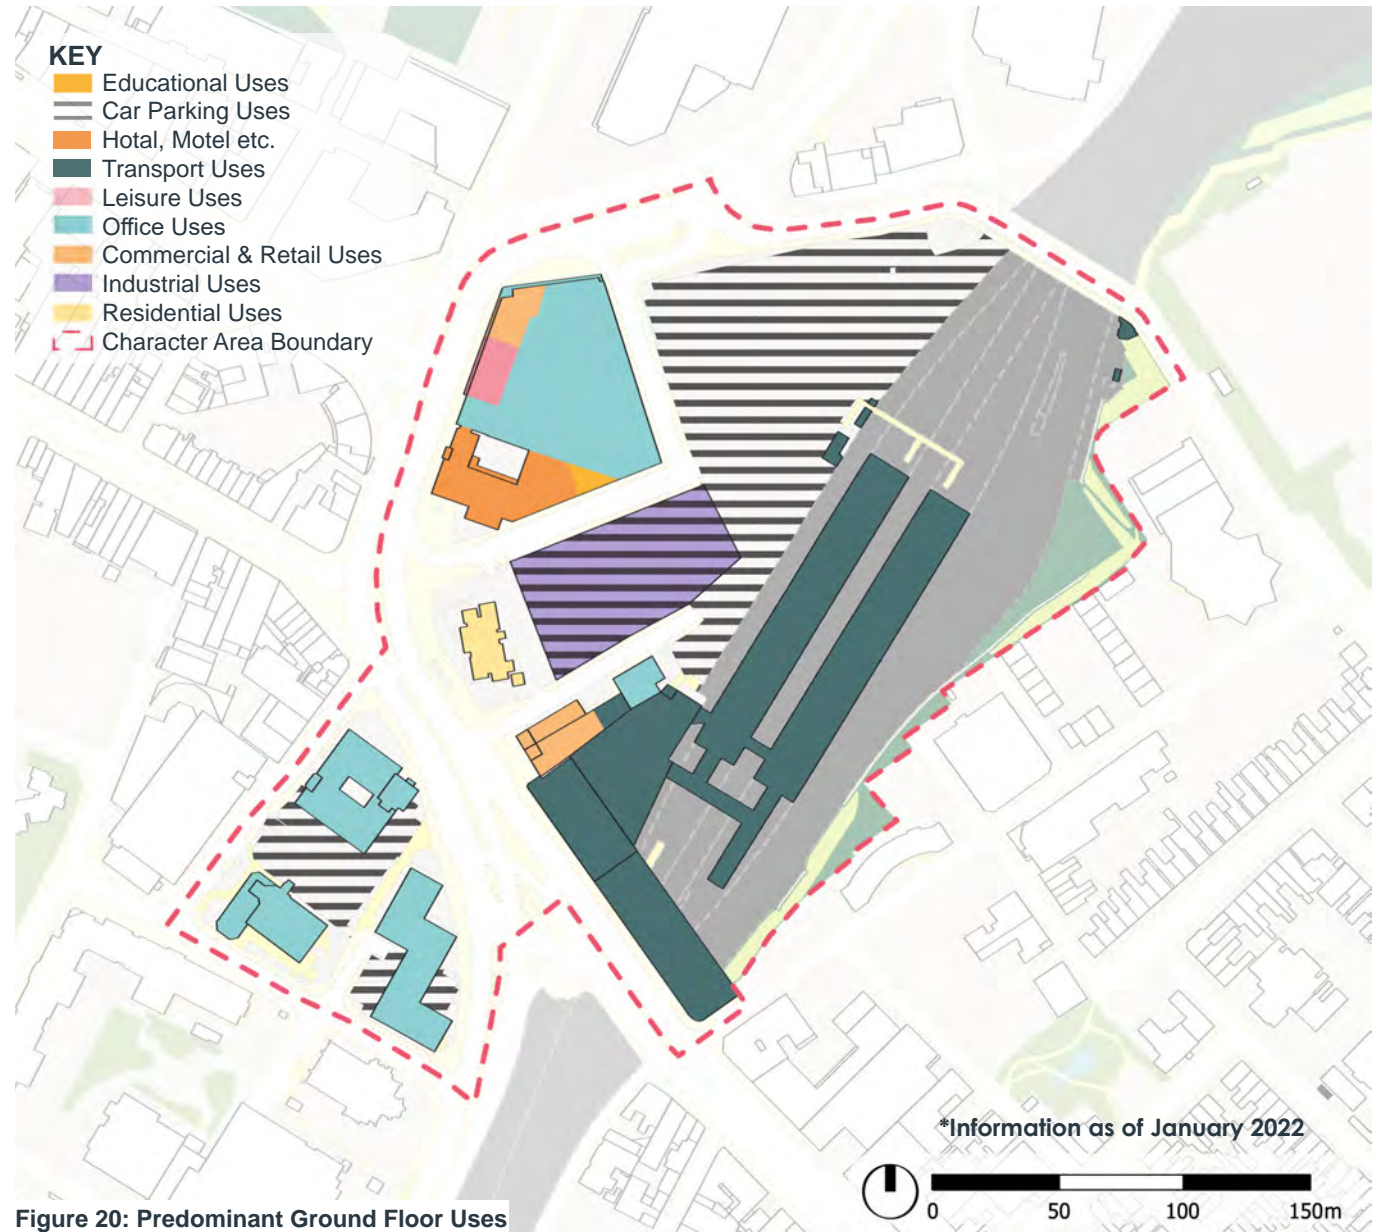 KEY
Educational Uses
Car Parking Uses
Hotal, Motel etc.
Transport Uses
Leisure Uses
Office Uses
Commercial & Retail Uses
Industrial Uses
Residential Uses
Character Area Boundary
*Information as of January 2022
0 50 100 150m
Figure 20: Predominant Ground Floor Uses